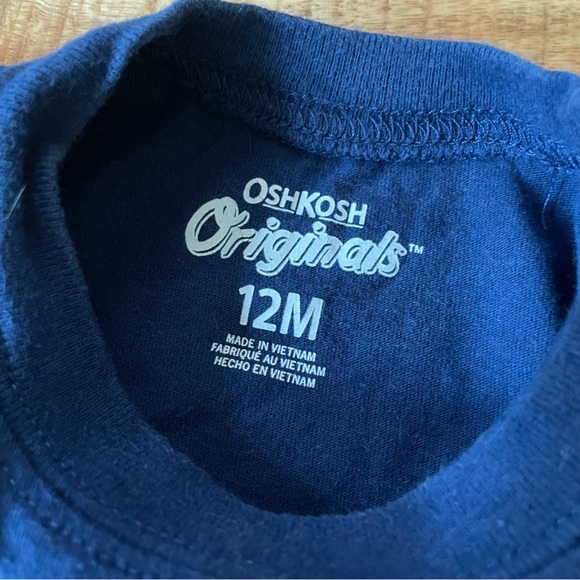 OSHKOSH
Originals™
12M
MADE IN VIETNAM
FABRIQUÉ AU VIETNAM
HECHO EN VIETNAM